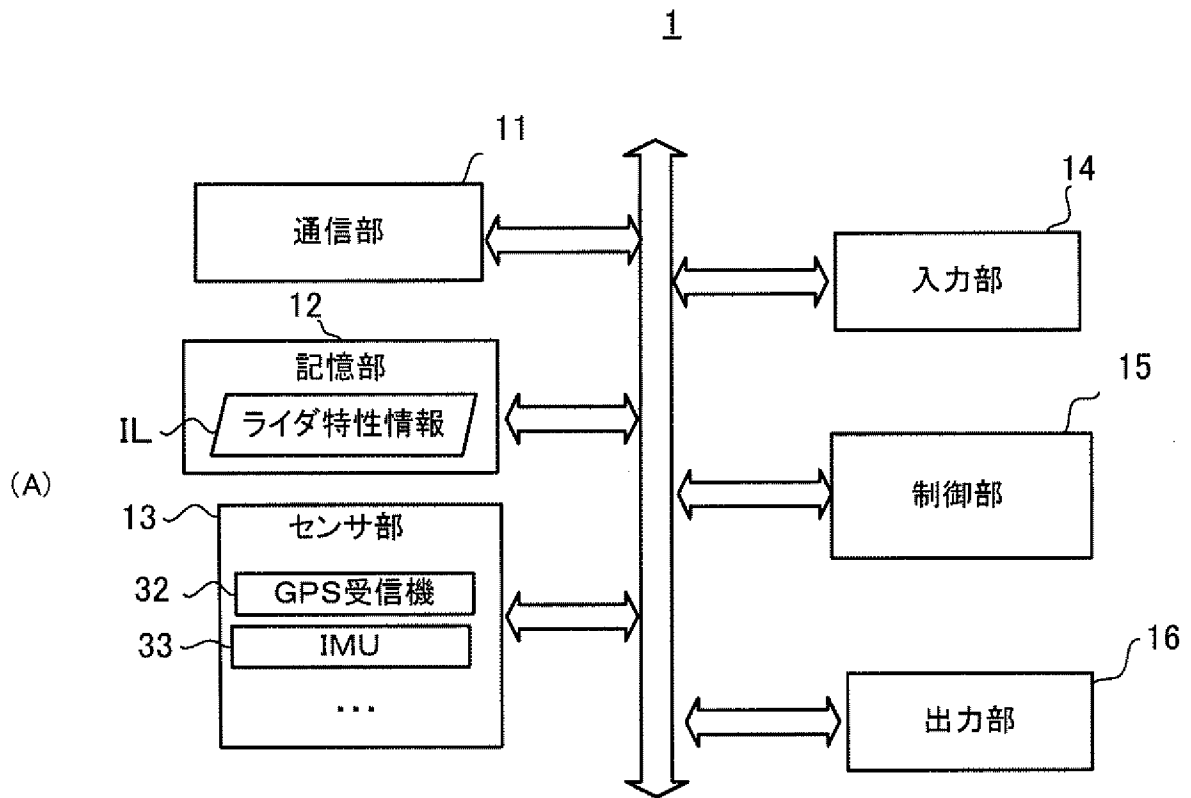 1
11
通信部
14
入力部
12
記憶部
IL
ライダ特性情報
15
制御部
(A)
13
センサ部
32
GPS受信機
33
IMU
...
16
出力部